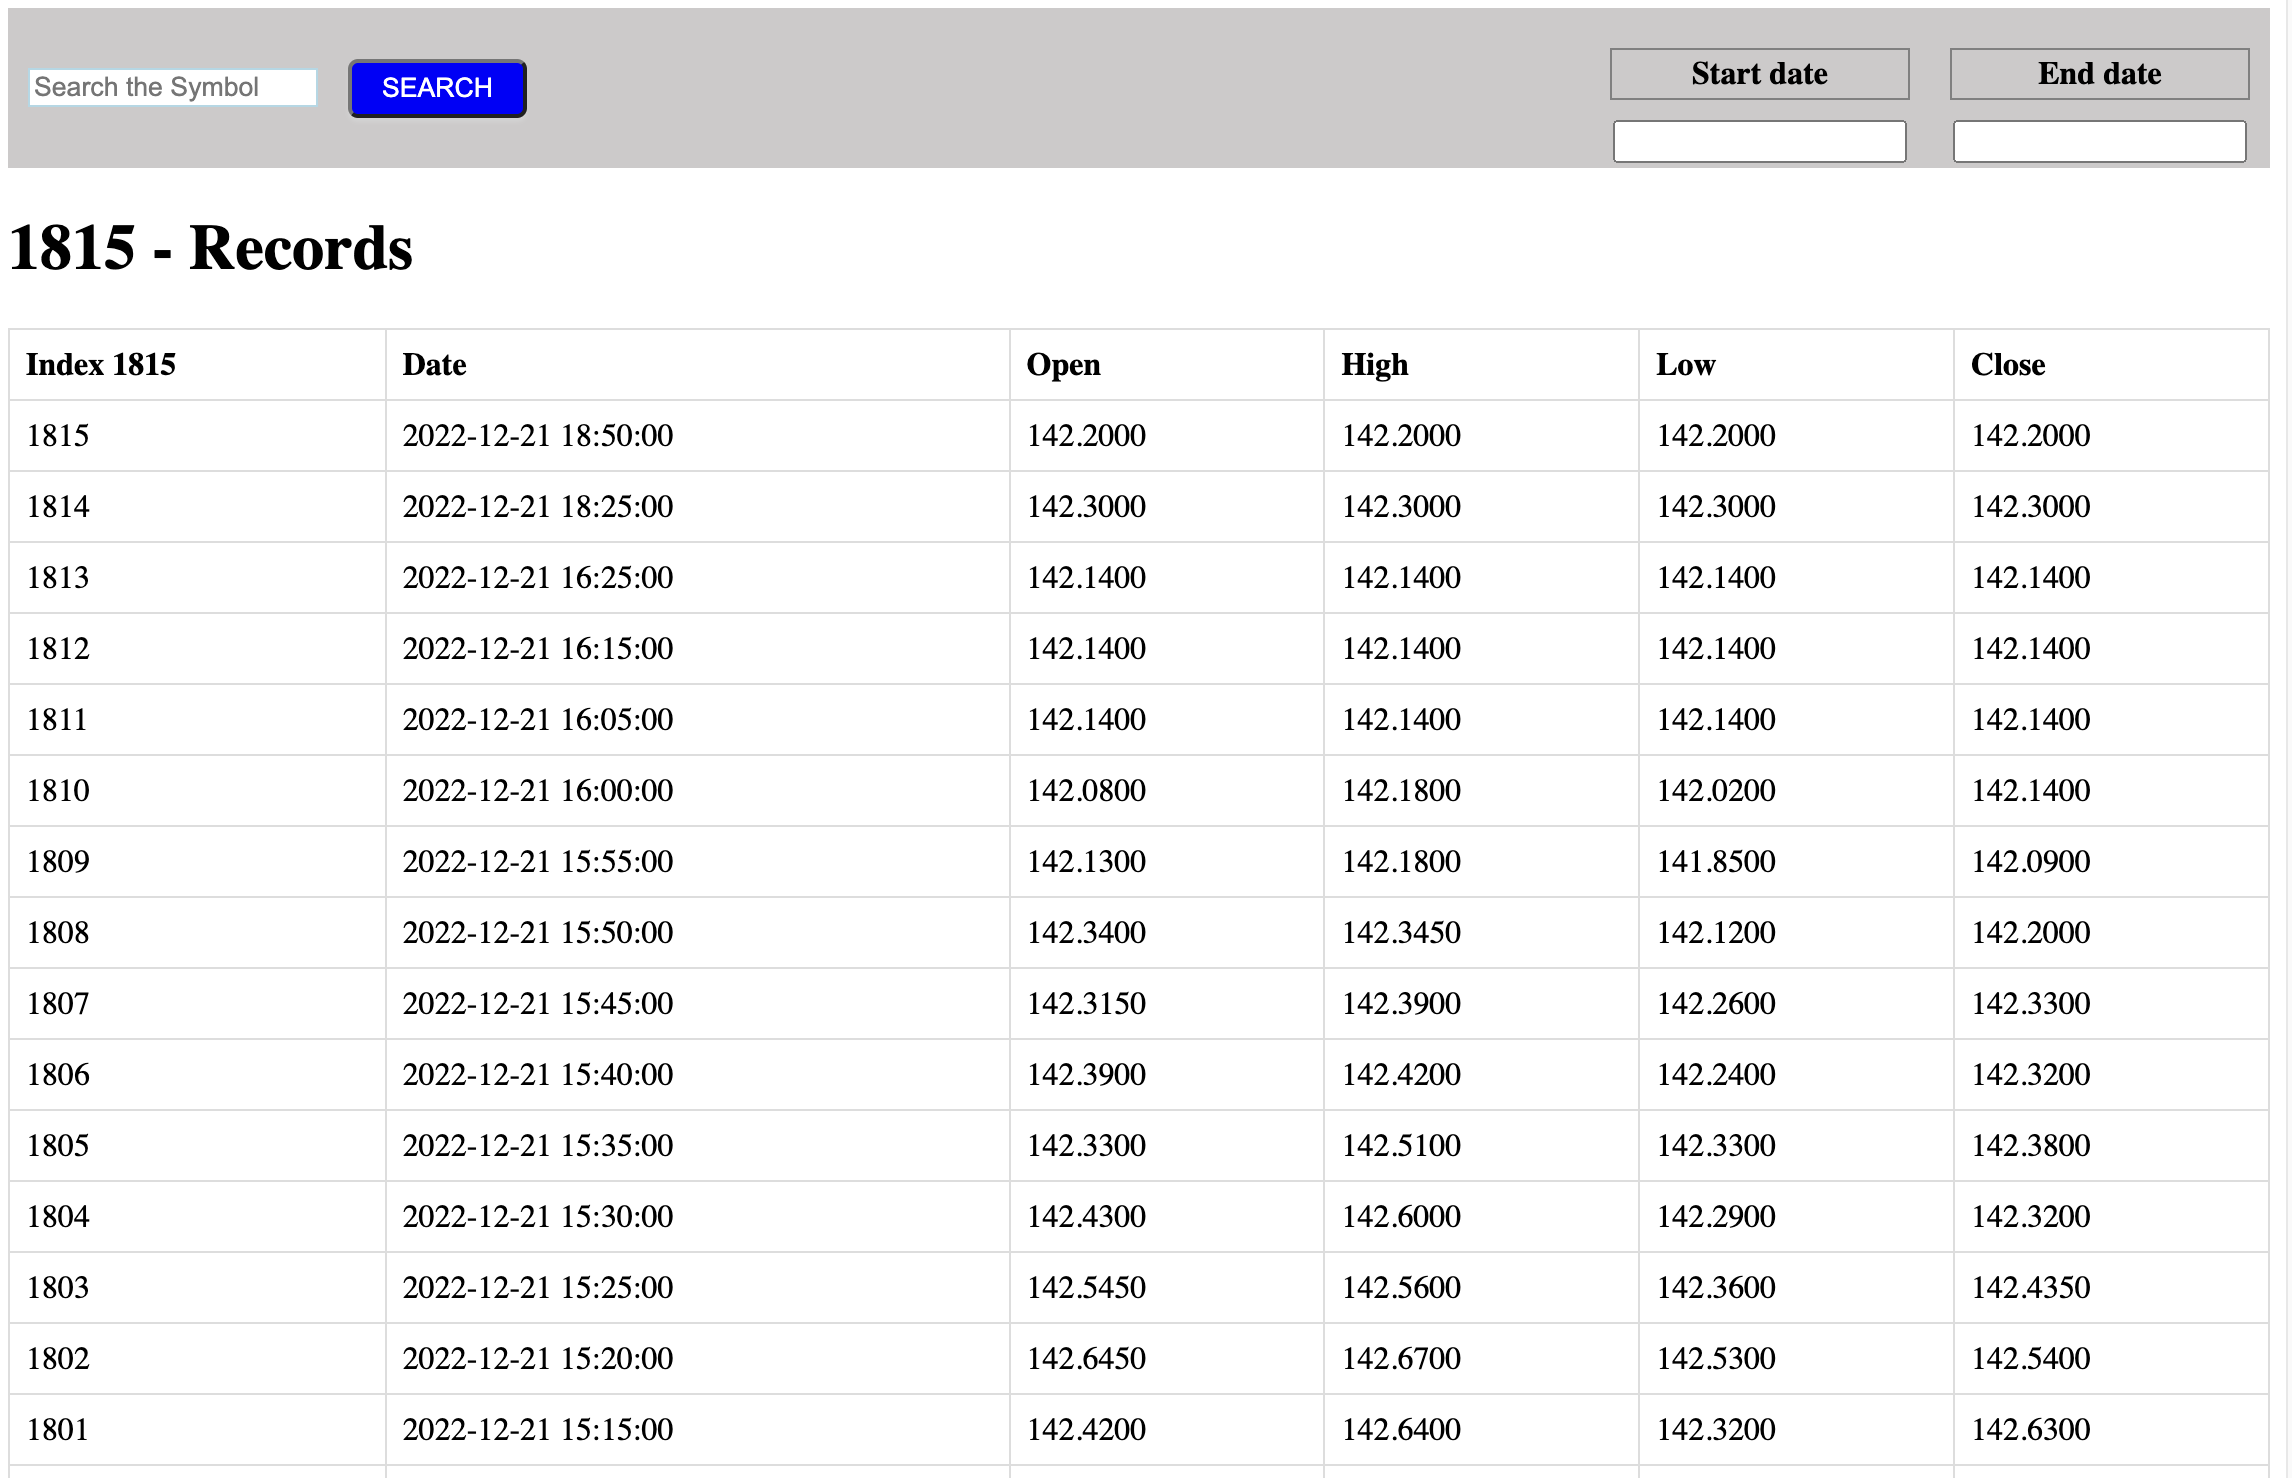 Search the Symbol SEARCH Start date End date
1815 - Records
Index 1815 Date Open High Low Close
1815 2022-12-21 18:50:00 142.2000 142.2000 142.2000 142.2000
1814 2022-12-21 18:25:00 142.3000 142.3000 142.3000 142.3000
1813 2022-12-21 16:25:00 142.1400 142.1400 142.1400 142.1400
1812 2022-12-21 16:15:00 142.1400 142.1400 142.1400 142.1400
1811 2022-12-21 16:05:00 142.1400 142.1400 142.1400 142.1400
1810 2022-12-21 16:00:00 142.0800 142.1800 142.0200 142.1400
1809 2022-12-21 15:55:00 142.1300 142.1800 141.8500 142.0900
1808 2022-12-21 15:50:00 142.3400 142.3450 142.1200 142.2000
1807 2022-12-21 15:45:00 142.3150 142.3900 142.2600 142.3300
1806 2022-12-21 15:40:00 142.3900 142.4200 142.2400 142.3200
1805 2022-12-21 15:35:00 142.3300 142.5100 142.3300 142.3800
1804 2022-12-21 15:30:00 142.4300 142.6000 142.2900 142.3200
1803 2022-12-21 15:25:00 142.5450 142.5600 142.3600 142.4350
1802 2022-12-21 15:20:00 142.6450 142.6700 142.5300 142.5400
1801 2022-12-21 15:15:00 142.4200 142.6400 142.3200 142.6300